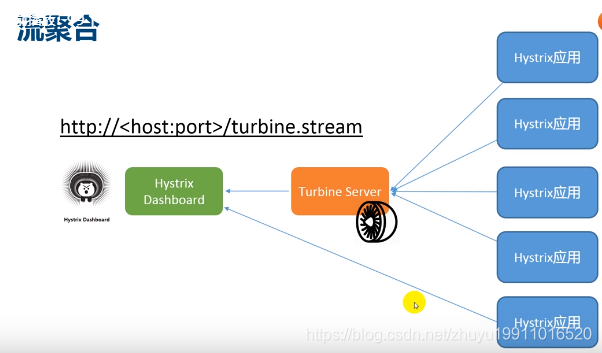 流聚合
http://<host:port>/turbine.stream
Hystrix应用
Hystrix应用
Hystrix应用
Hystrix应用
Hystrix应用
Hystrix
Dashboard
Turbine Server
Hystrix Dashboard
https://blog.csdn.net/zhuyu19911016520